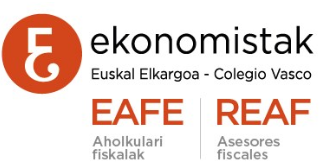 ekonomistak
Euskal Elkargoa - Colegio Vasco
EAFE | REAF
Aholkulari Asesores
fiskalak fiscales